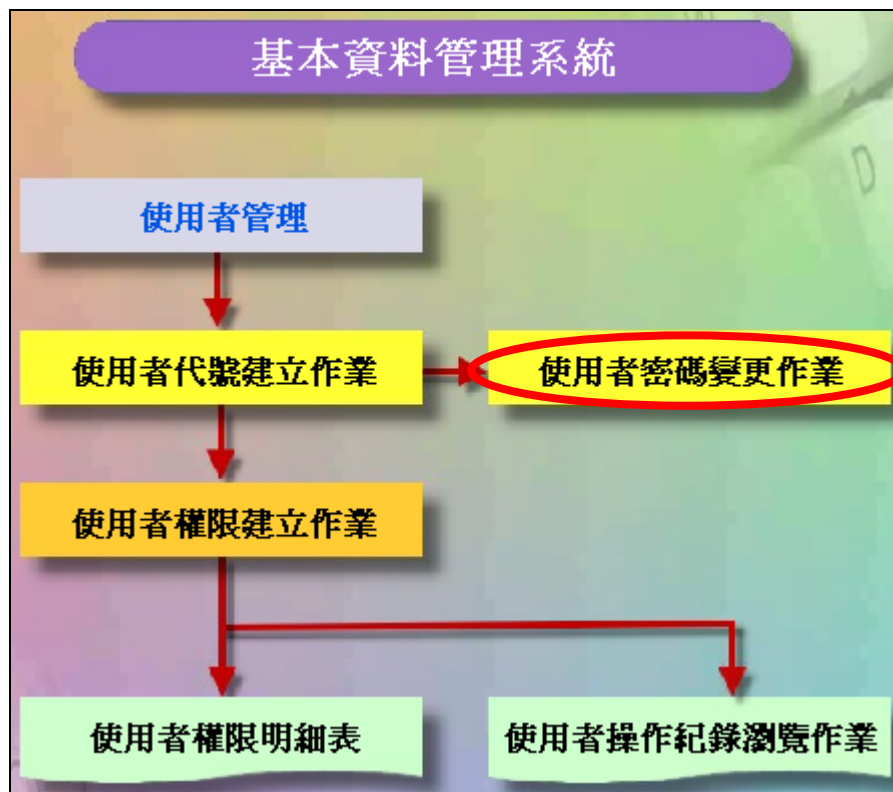 基本資料管理系統
使用者管理
使用者代號建立作業
使用者密碼變更作業
使用者權限建立作業
使用者權限明細表
使用者操作紀錄瀏覽作業
D